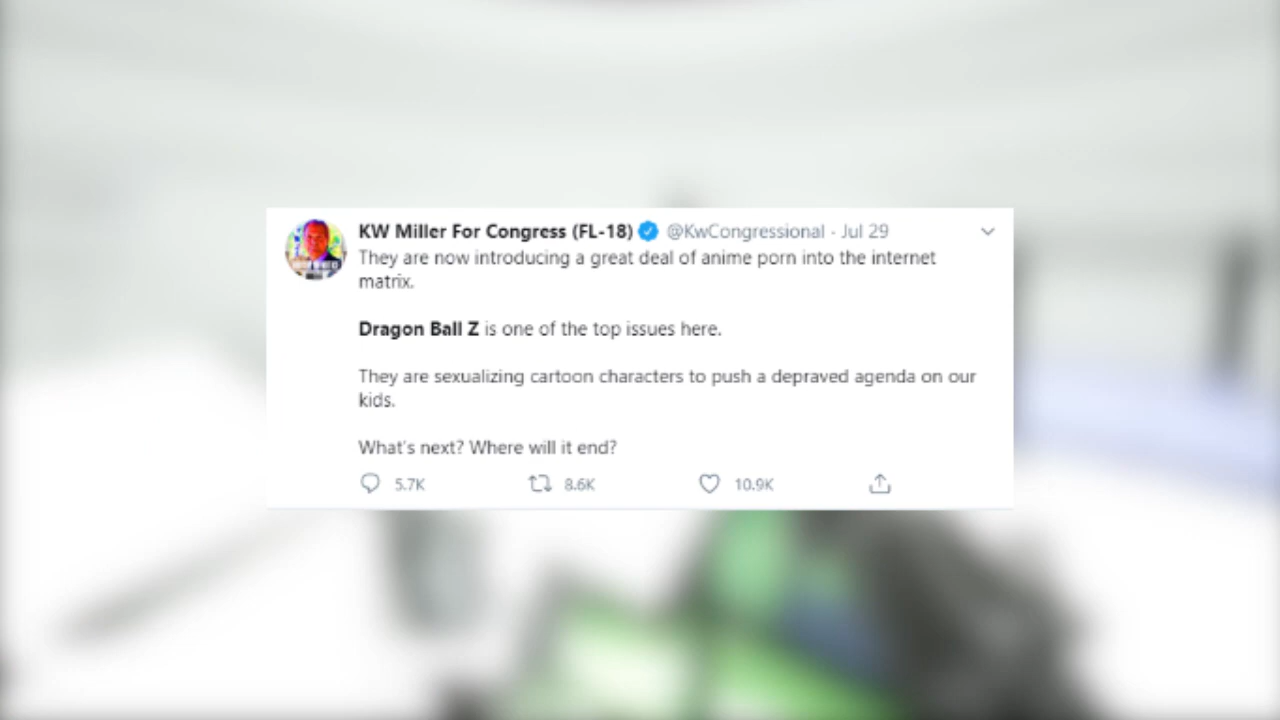 KW Miller For Congress (FL-18) @KwCongressional · Jul 29
They are now introducing a great deal of anime porn into the internet
matrix.
Dragon Ball Z is one of the top issues here.
They are sexualizing cartoon characters to push a depraved agenda on our
kids.
What's next? Where will it end?
5.7K 8.6K 10.9K